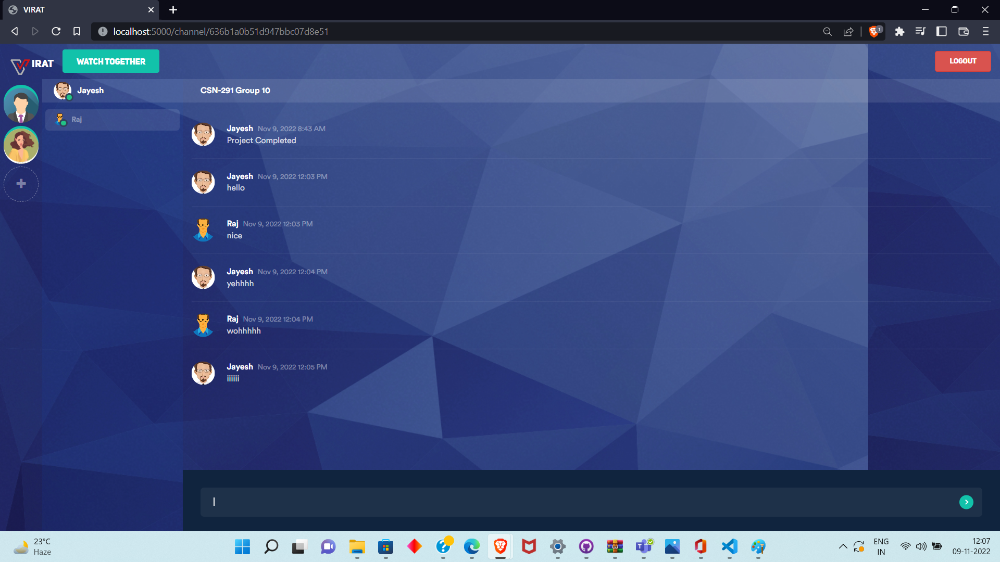 VIRAT
localhost:5000/channel/636b1a0b51d947bbc07d8e51
1
VIRAT
WATCH TOGETHER
LOGOUT
Jayesh
CSN-291 Group 10
Raj
Jayesh Nov 9, 2022 8:43 AM
Project Completed
Jayesh Nov 9, 2022 12:03 PM
hello
Raj Nov 9, 2022 12:03 PM
nice
Jayesh Nov 9, 2022 12:04 PM
yehhhh
Raj Nov 9, 2022 12:04 PM
wohhhhh
Jayesh Nov 9, 2022 12:05 PM
iiiiii
23°C
Haze
ENG
IN
12:07
09-11-2022